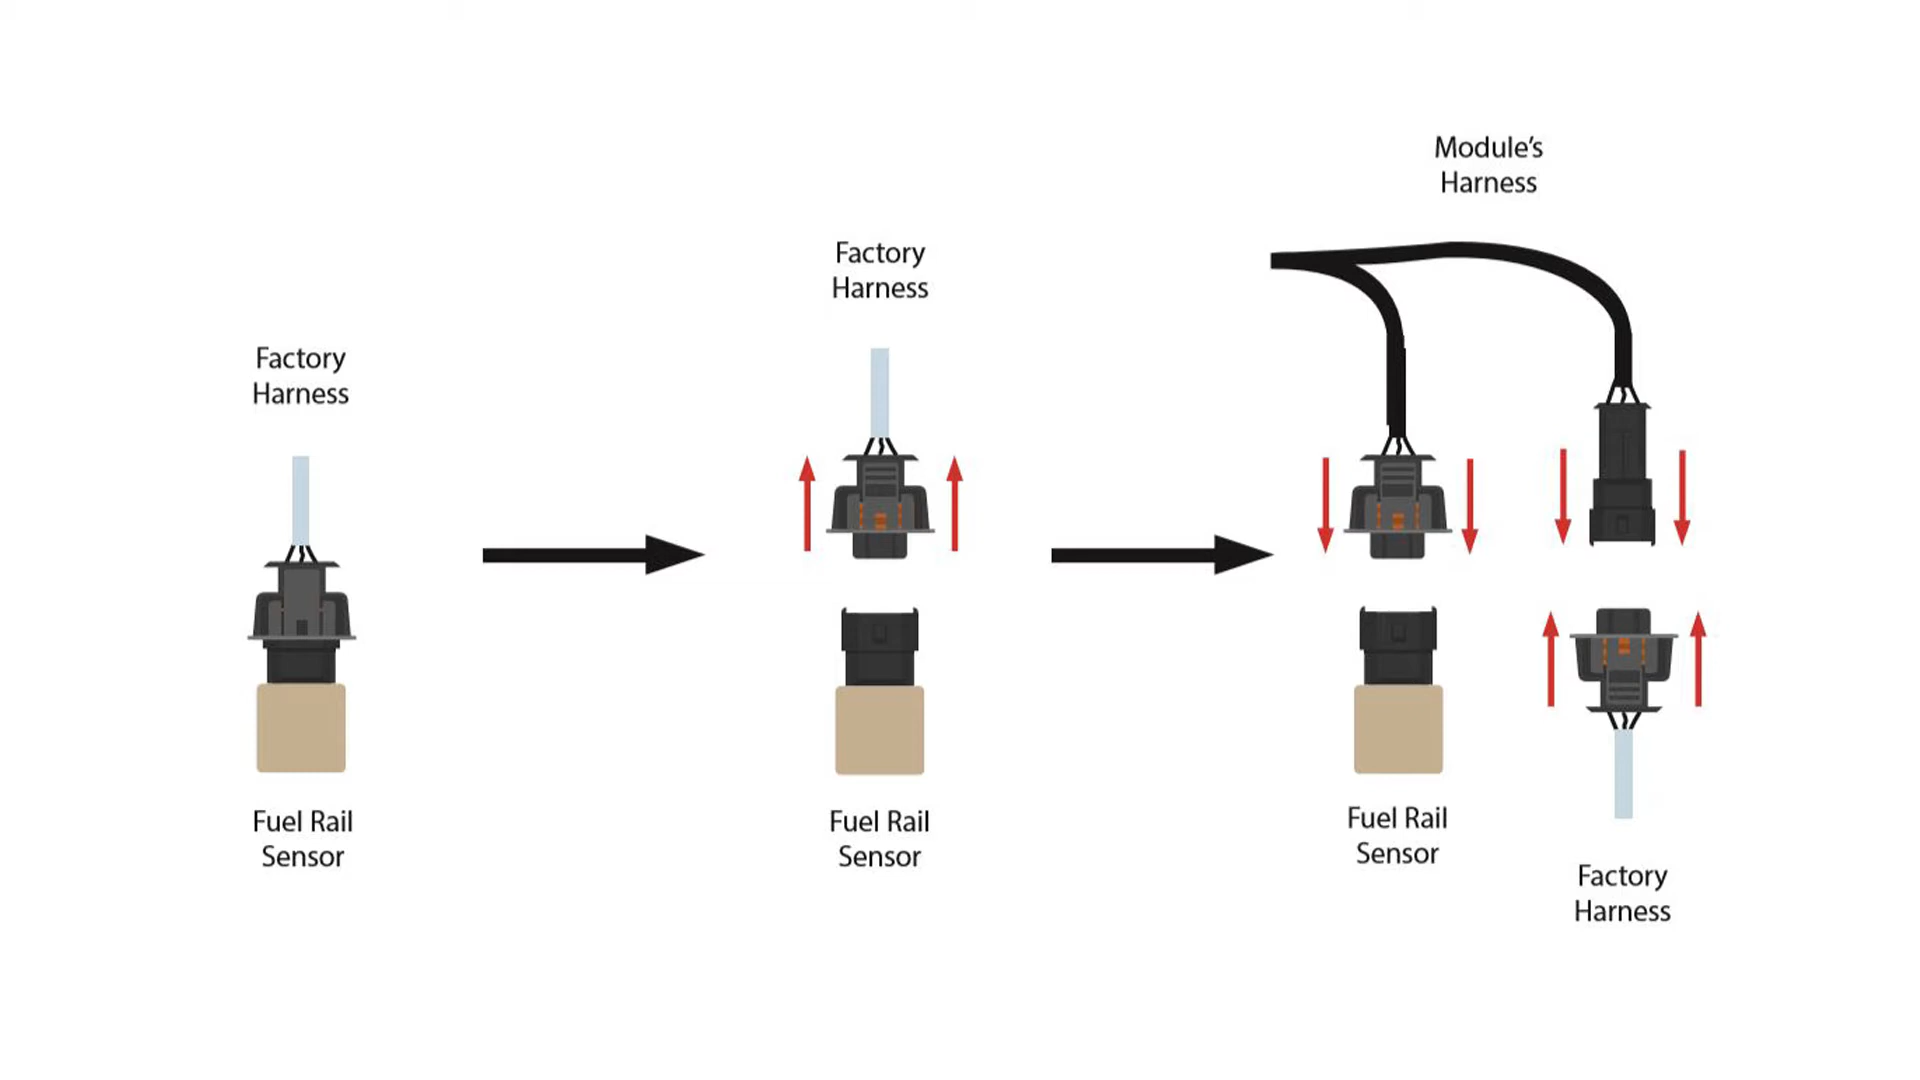 Factory
Harness
Fuel Rail
Sensor
Factory
Harness
Fuel Rail
Sensor
Module’s
Harness
Fuel Rail
Sensor
Factory
Harness